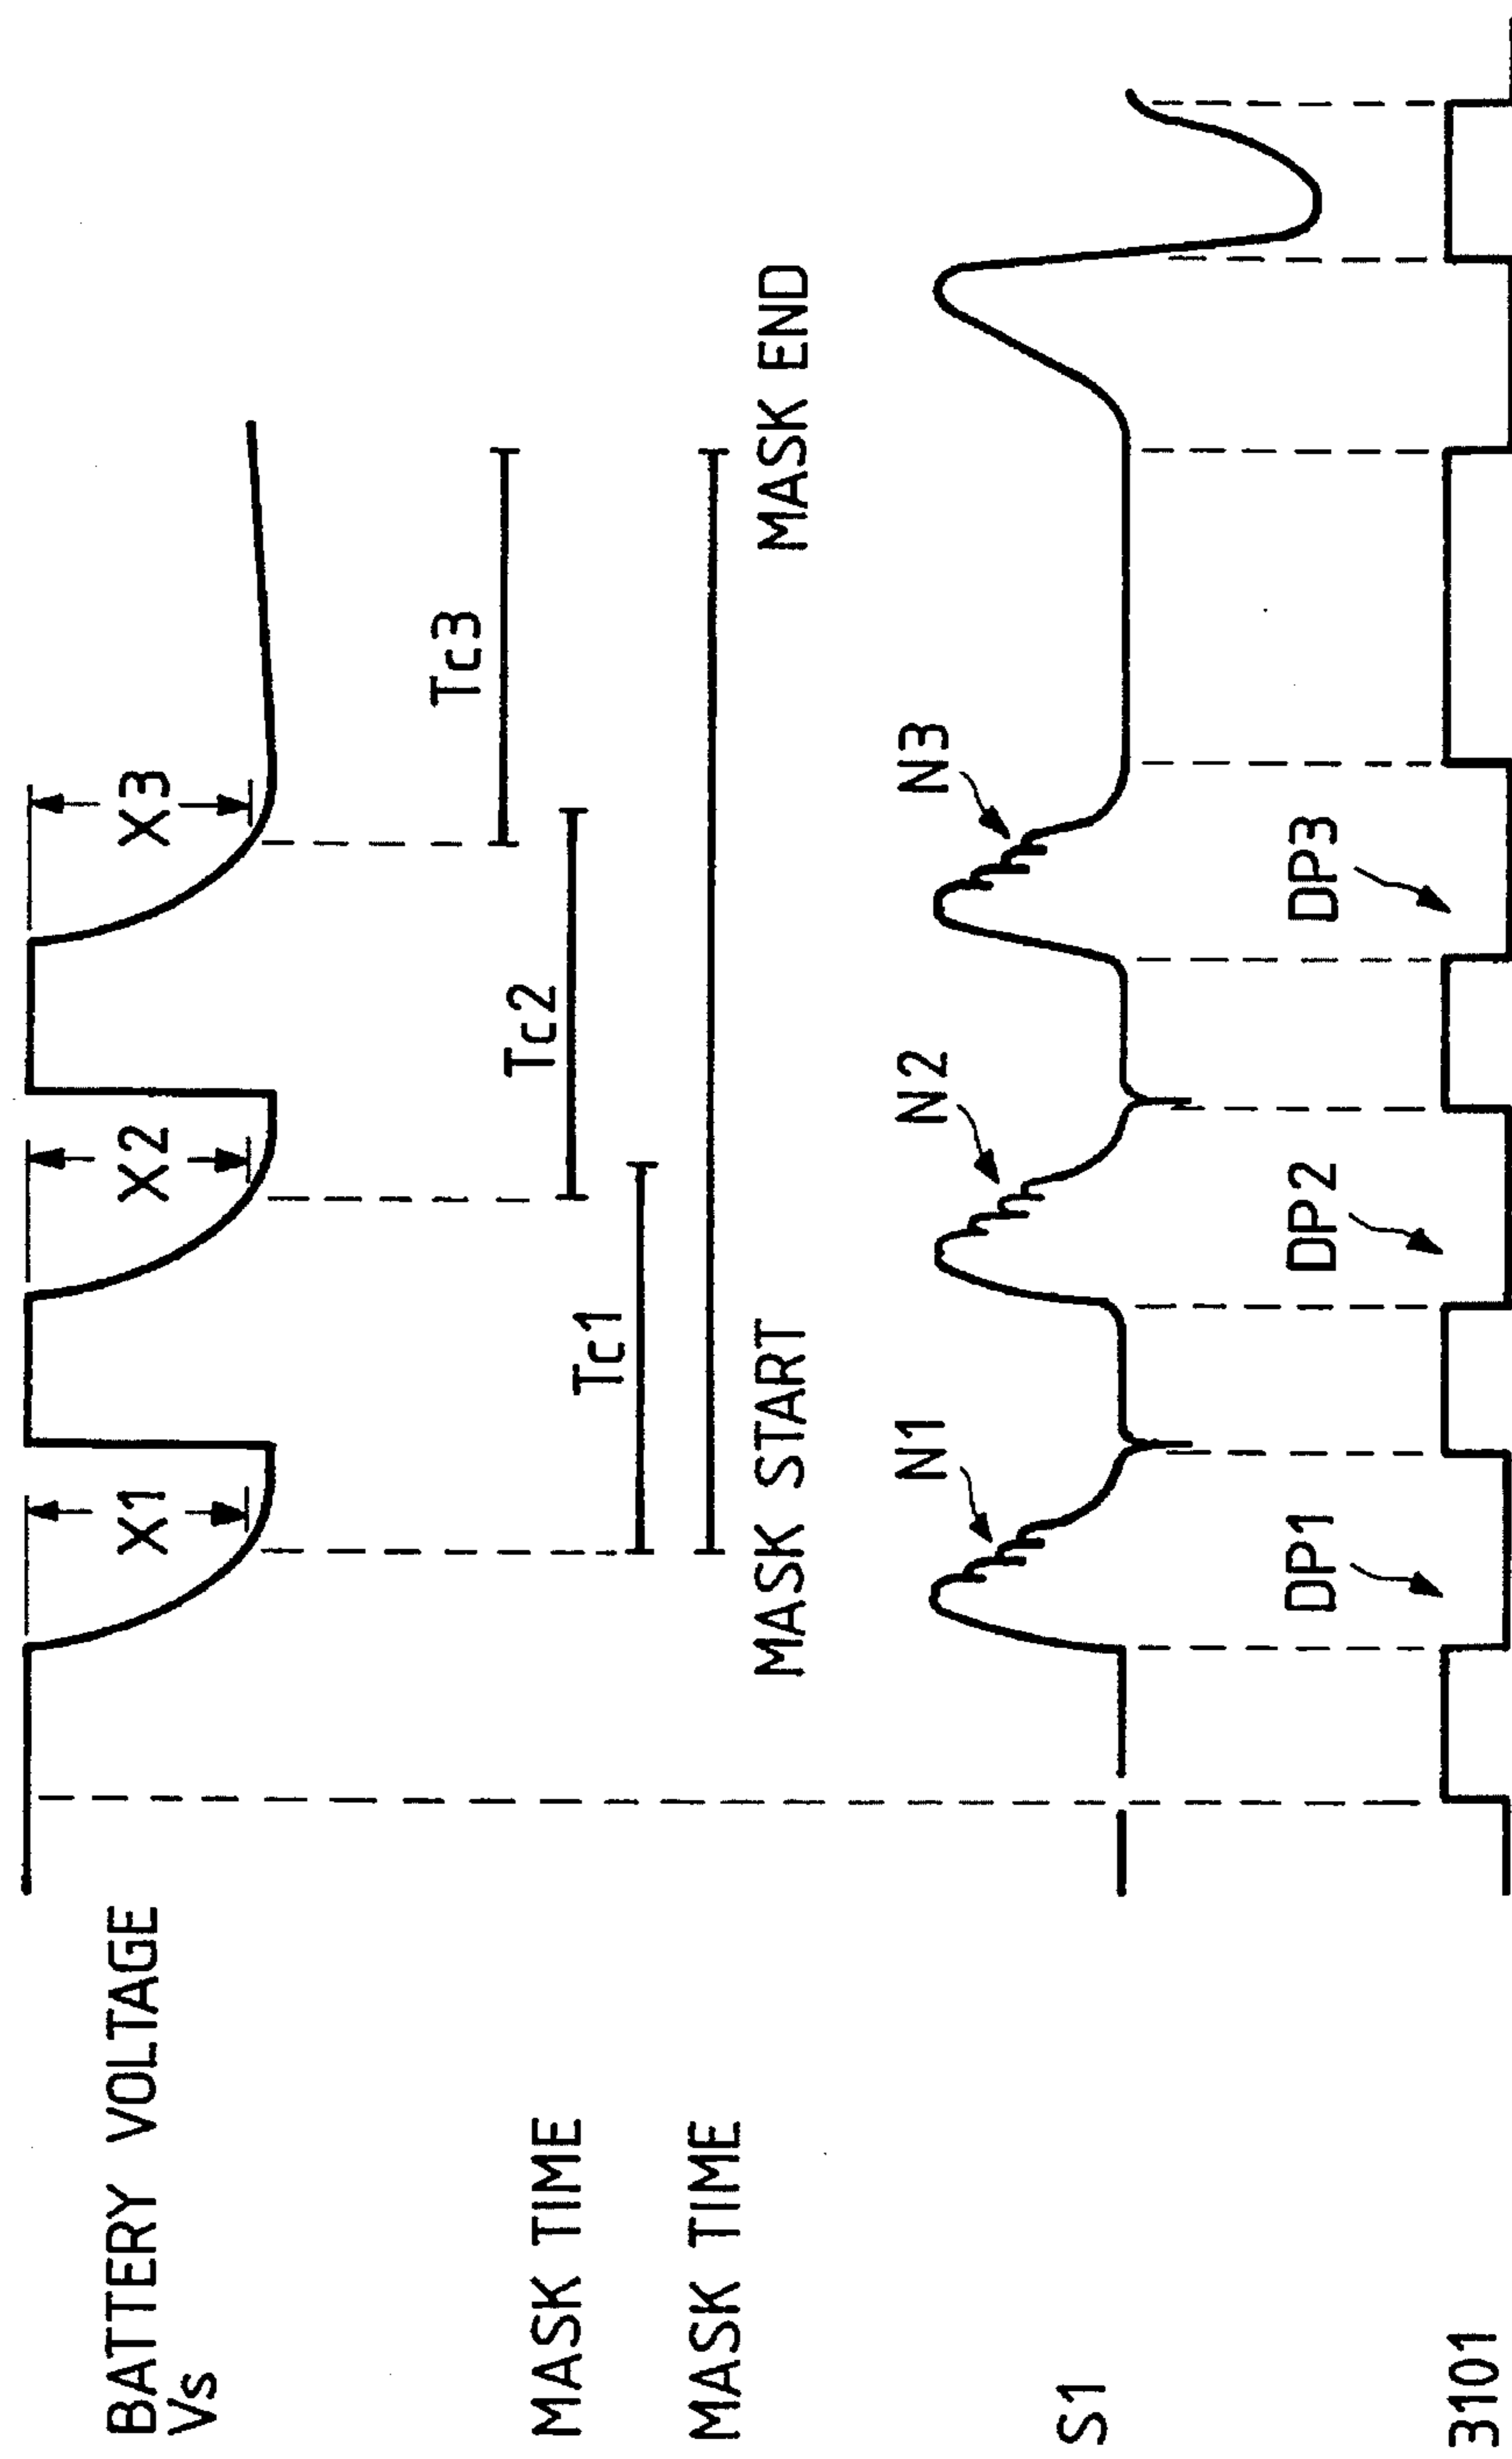 BATTERY VOLTAGE
Vs
X1
X2
X3
MASK TIME
Tc1
Tc2
Tc3
MASK TIME
MASK START
MASK END
S1
N1
N2
N3
3101
DP1
DP2
DP3